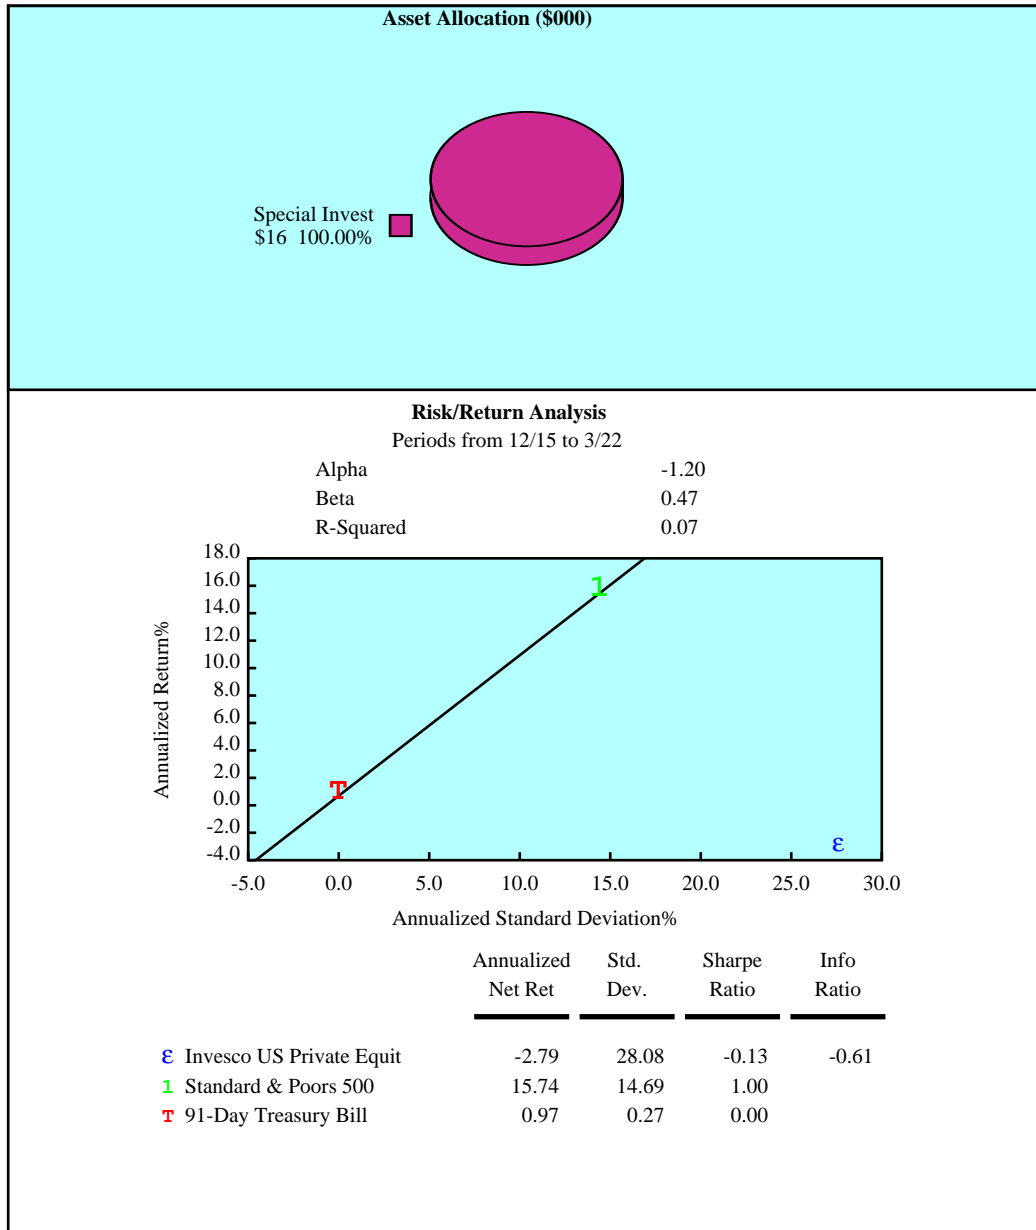 Asset Allocation ($000)
Special Invest
$16 100.00%
Risk/Return Analysis
Periods from 12/15 to 3/22
Alpha -1.20
Beta 0.47
R-Squared 0.07
18.0
16.0
14.0
12.0
10.0
8.0
6.0
4.0
2.0
0.0
-2.0
-4.0
Annualized Return%
1
T
ε
-5.0 0.0 5.0 10.0 15.0 20.0 25.0 30.0
Annualized Standard Deviation%
Annualized Std. Sharpe Info
Net Ret Dev. Ratio Ratio
ε Invesco US Private Equit -2.79 28.08 -0.13 -0.61
1 Standard & Poors 500 15.74 14.69 1.00
T 91-Day Treasury Bill 0.97 0.27 0.00